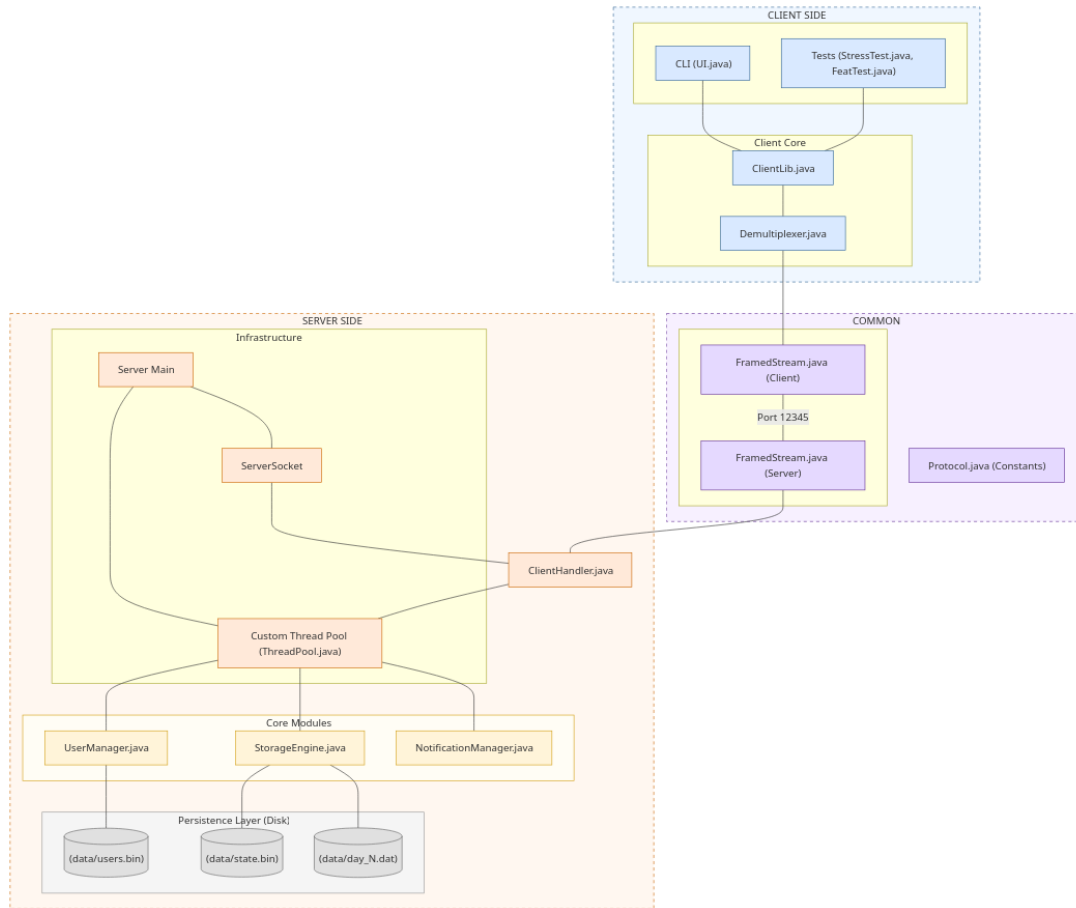 CLIENT SIDE
CLI (UI.java)
Tests (StressTest.java,
FeatTest.java)
Client Core
ClientLib.java
Demultiplexer.java
SERVER SIDE
Infrastructure
Server Main
ServerSocket
ClientHandler.java
Custom Thread Pool
(ThreadPool.java)
Core Modules
UserManager.java
StorageEngine.java
NotificationManager.java
Persistence Layer (Disk)
(data/users.bin)
(data/state.bin)
(data/day_N.dat)
COMMON
FramedStream.java
(Client)
Port 12345
FramedStream.java
(Server)
Protocol.java (Constants)